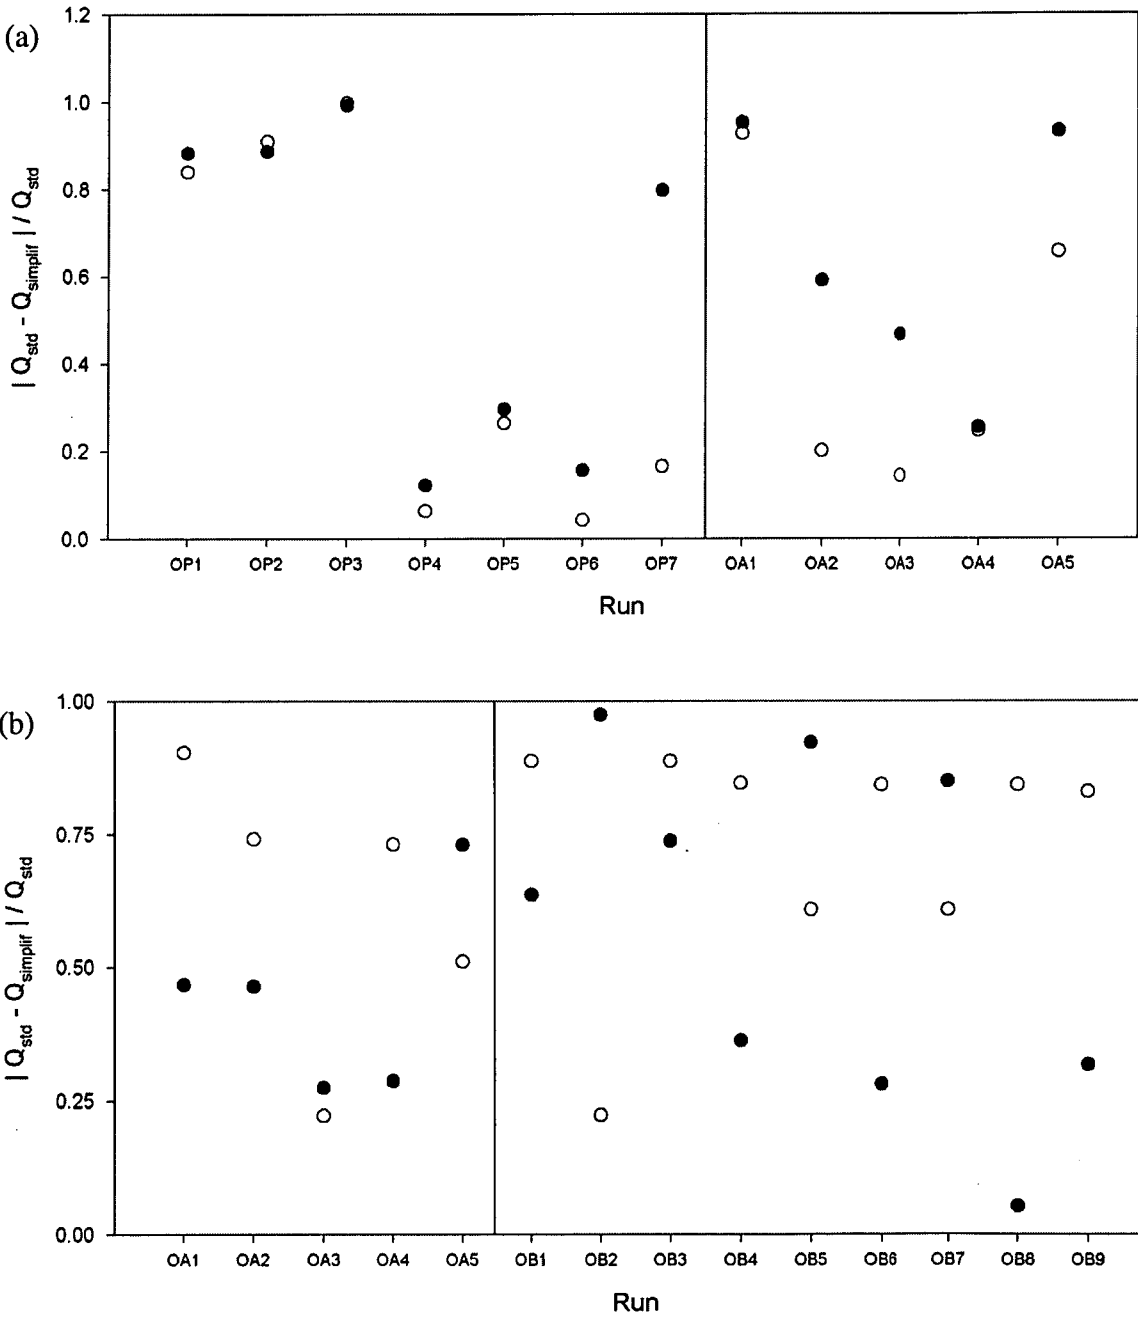 (a)
| Q_std - Q_simplif | / Q_std
1.2
1.0
0.8
0.6
0.4
0.2
0.0
OP1 OP2 OP3 OP4 OP5 OP6 OP7 OA1 OA2 OA3 OA4 OA5
Run
(b)
| Q_std - Q_simplif | / Q_std
1.00
0.75
0.50
0.25
0.00
OA1 OA2 OA3 OA4 OA5 OB1 OB2 OB3 OB4 OB5 OB6 OB7 OB8 OB9
Run